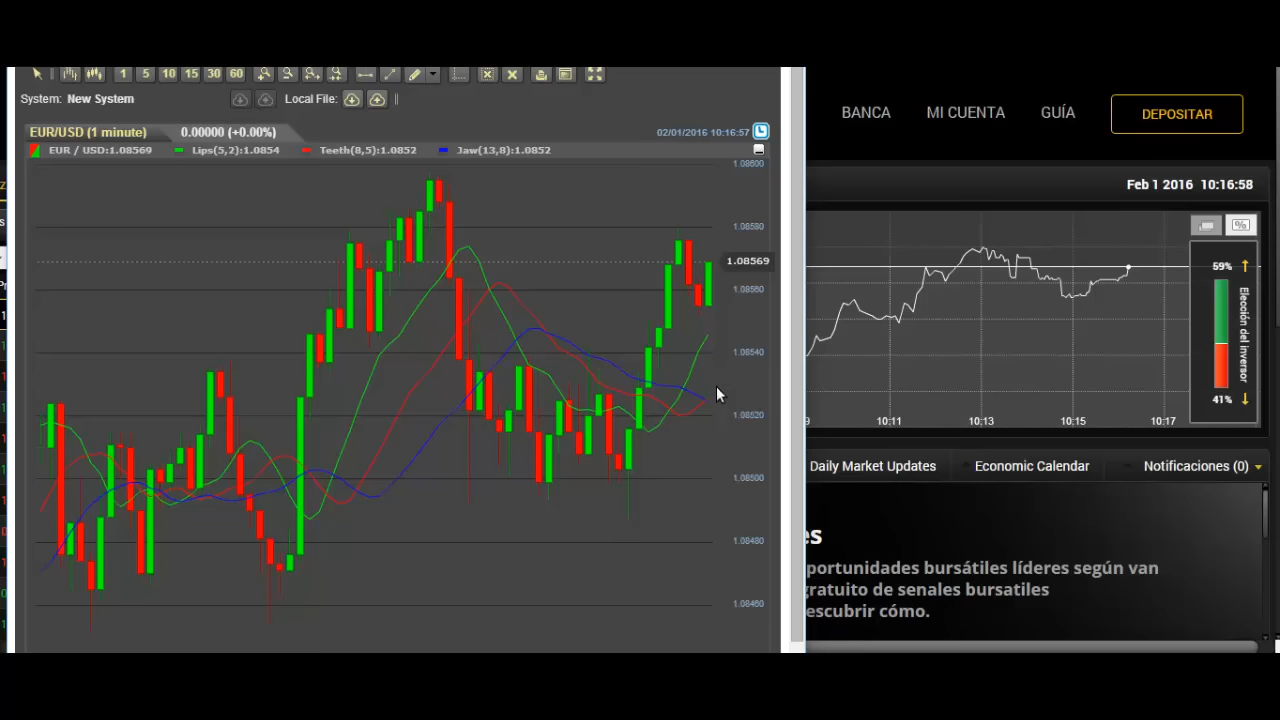 1 5 10 15 30 60
System: New System Local File:
EUR/USD (1 minute) 0.00000 (+0.00%) 02/01/2016 10:16:57
EUR / USD:1.08569 Lips(5,2):1.0854 Teeth(8,5):1.0852 Jaw(13,8):1.0852
1.08600
1.08580
1.08569
1.08560
1.08540
1.08520
1.08500
1.08480
1.08460
BANCA MI CUENTA GUÍA DEPOSITAR
Feb 1 2016 10:16:58
%
59%
Elección del inversor
41%
9 10:11 10:13 10:15 10:17
Daily Market Updates Economic Calendar Notificaciones (0)
es
portunidades bursátiles líderes según van
gratuito de senales bursatiles
escubrir cómo.